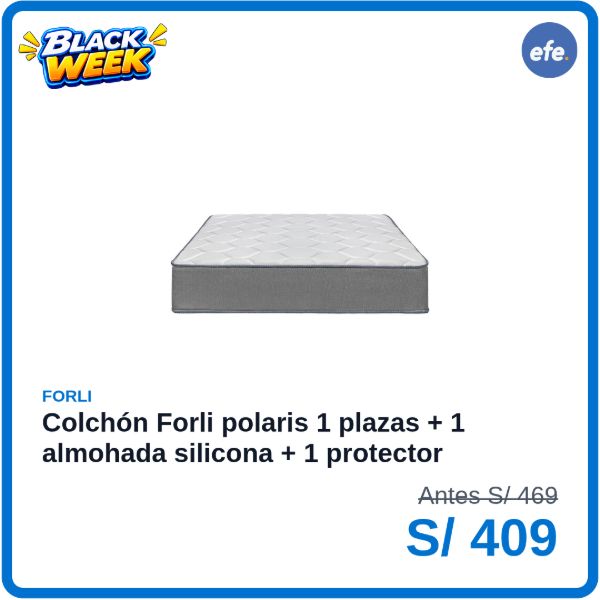 BLACK
WEEK
efe.
FORLI
Colchón Forli polaris 1 plazas + 1
almohada silicona + 1 protector
Antes S/ 469
S/ 409